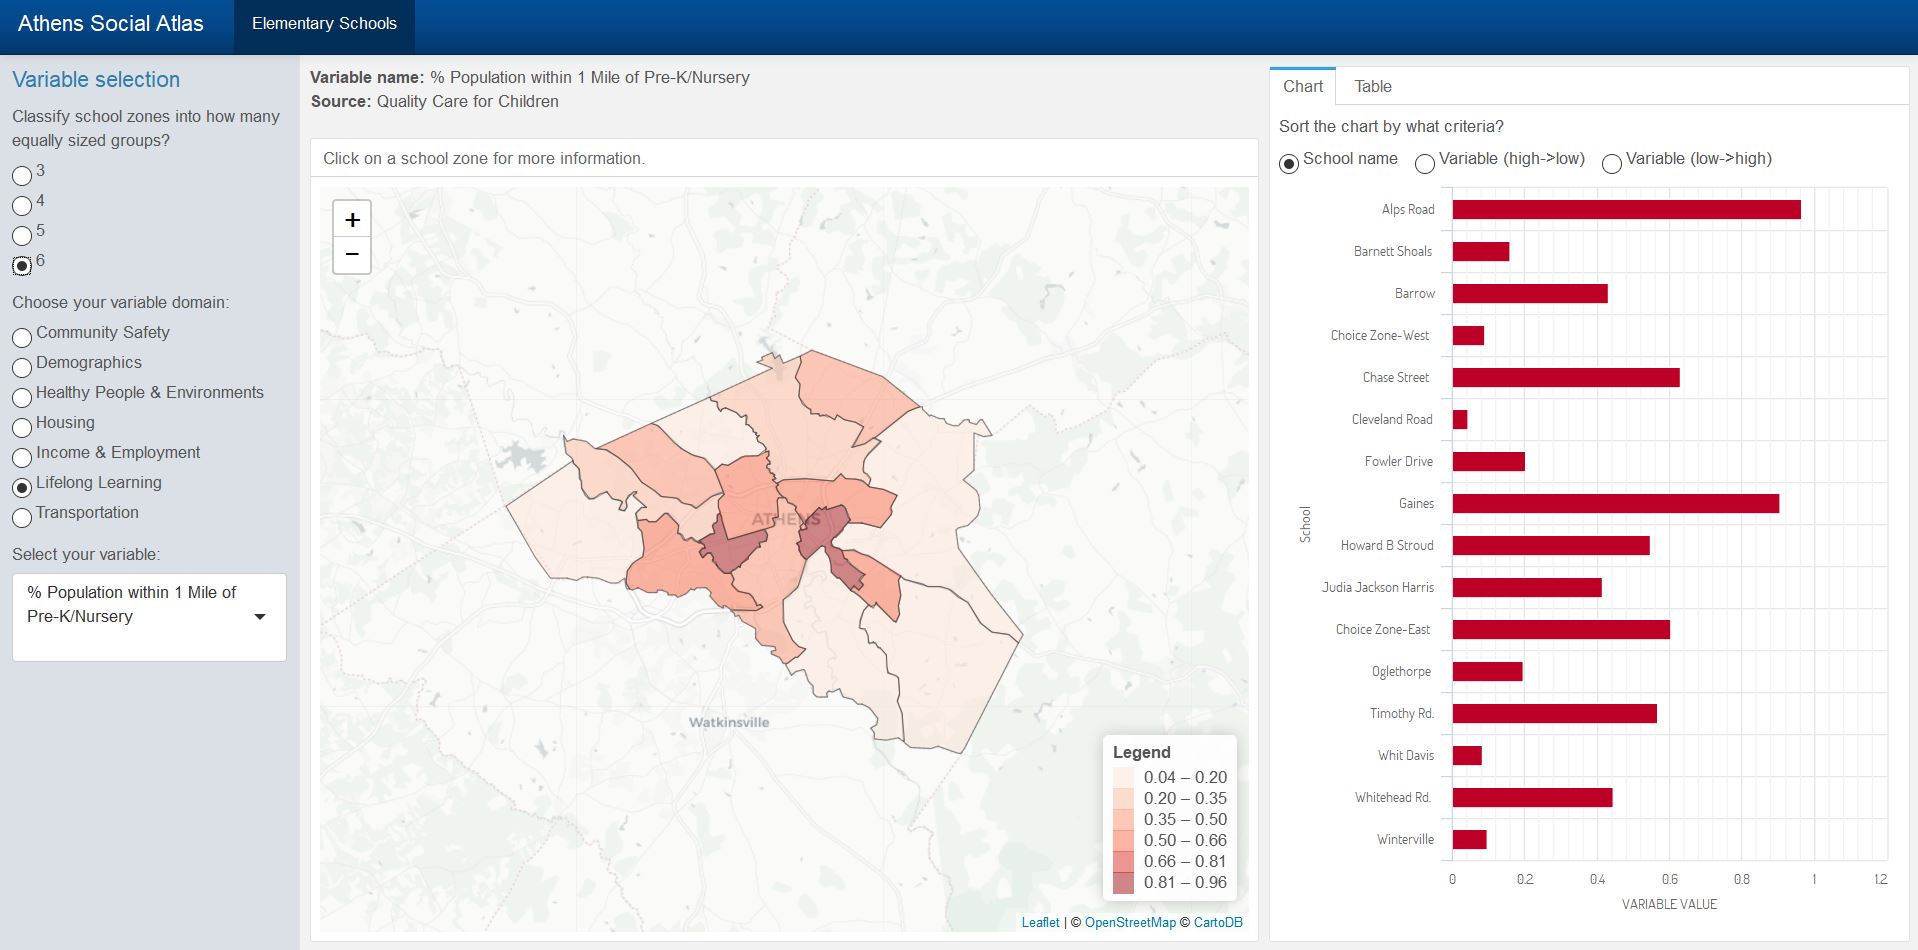 Athens Social Atlas
Elementary Schools
Variable selection
Classify school zones into how many
equally sized groups?
3
4
5
6
Choose your variable domain:
Community Safety
Demographics
Healthy People & Environments
Housing
Income & Employment
Lifelong Learning
Transportation
Select your variable:
% Population within 1 Mile of
Pre-K/Nursery
Variable name: % Population within 1 Mile of Pre-K/Nursery
Source: Quality Care for Children
Click on a school zone for more information.
+
−
ATHENS
Watkinsville
Legend
0.04 – 0.20
0.20 – 0.35
0.35 – 0.50
0.50 – 0.66
0.66 – 0.81
0.81 – 0.96
Leaflet | © OpenStreetMap © CartoDB
Chart
Table
Sort the chart by what criteria?
School name
Variable (high->low)
Variable (low->high)
School
Alps Road
Barnett Shoals
Barrow
Choice Zone-West
Chase Street
Cleveland Road
Fowler Drive
Gaines
Howard B Stroud
Judia Jackson Harris
Choice Zone-East
Oglethorpe
Timothy Rd.
Whit Davis
Whitehead Rd.
Winterville
0 0.2 0.4 0.6 0.8 1 1.2
VARIABLE VALUE